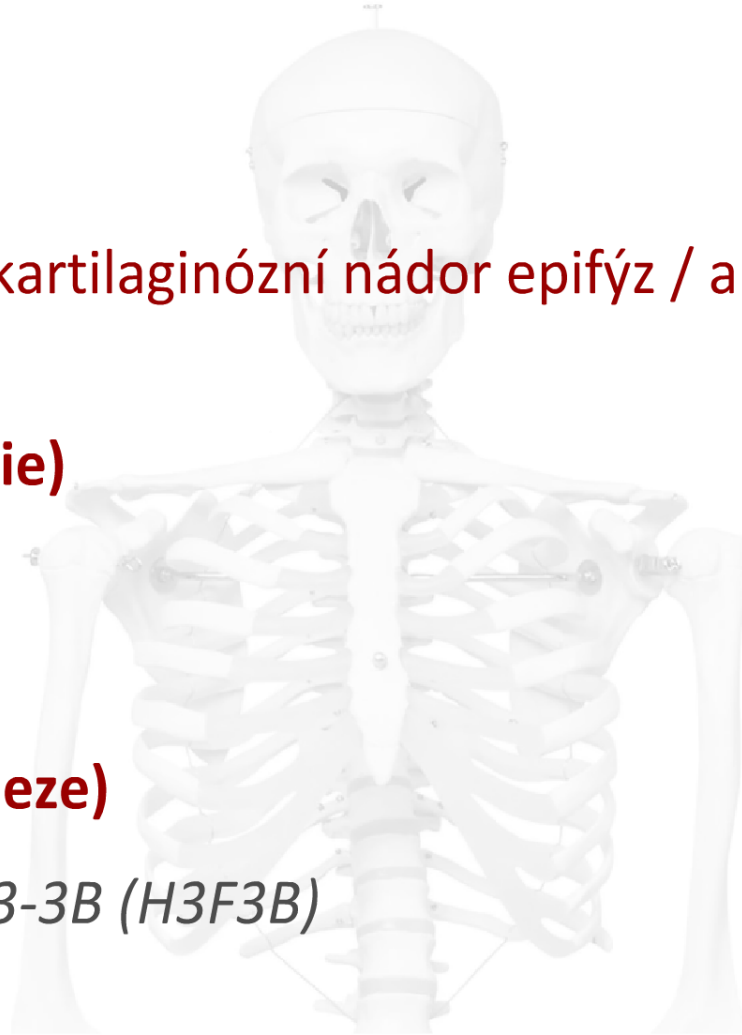 kartilaginózní nádor epifýz / a
ie)
eze)
3-3B (H3F3B)